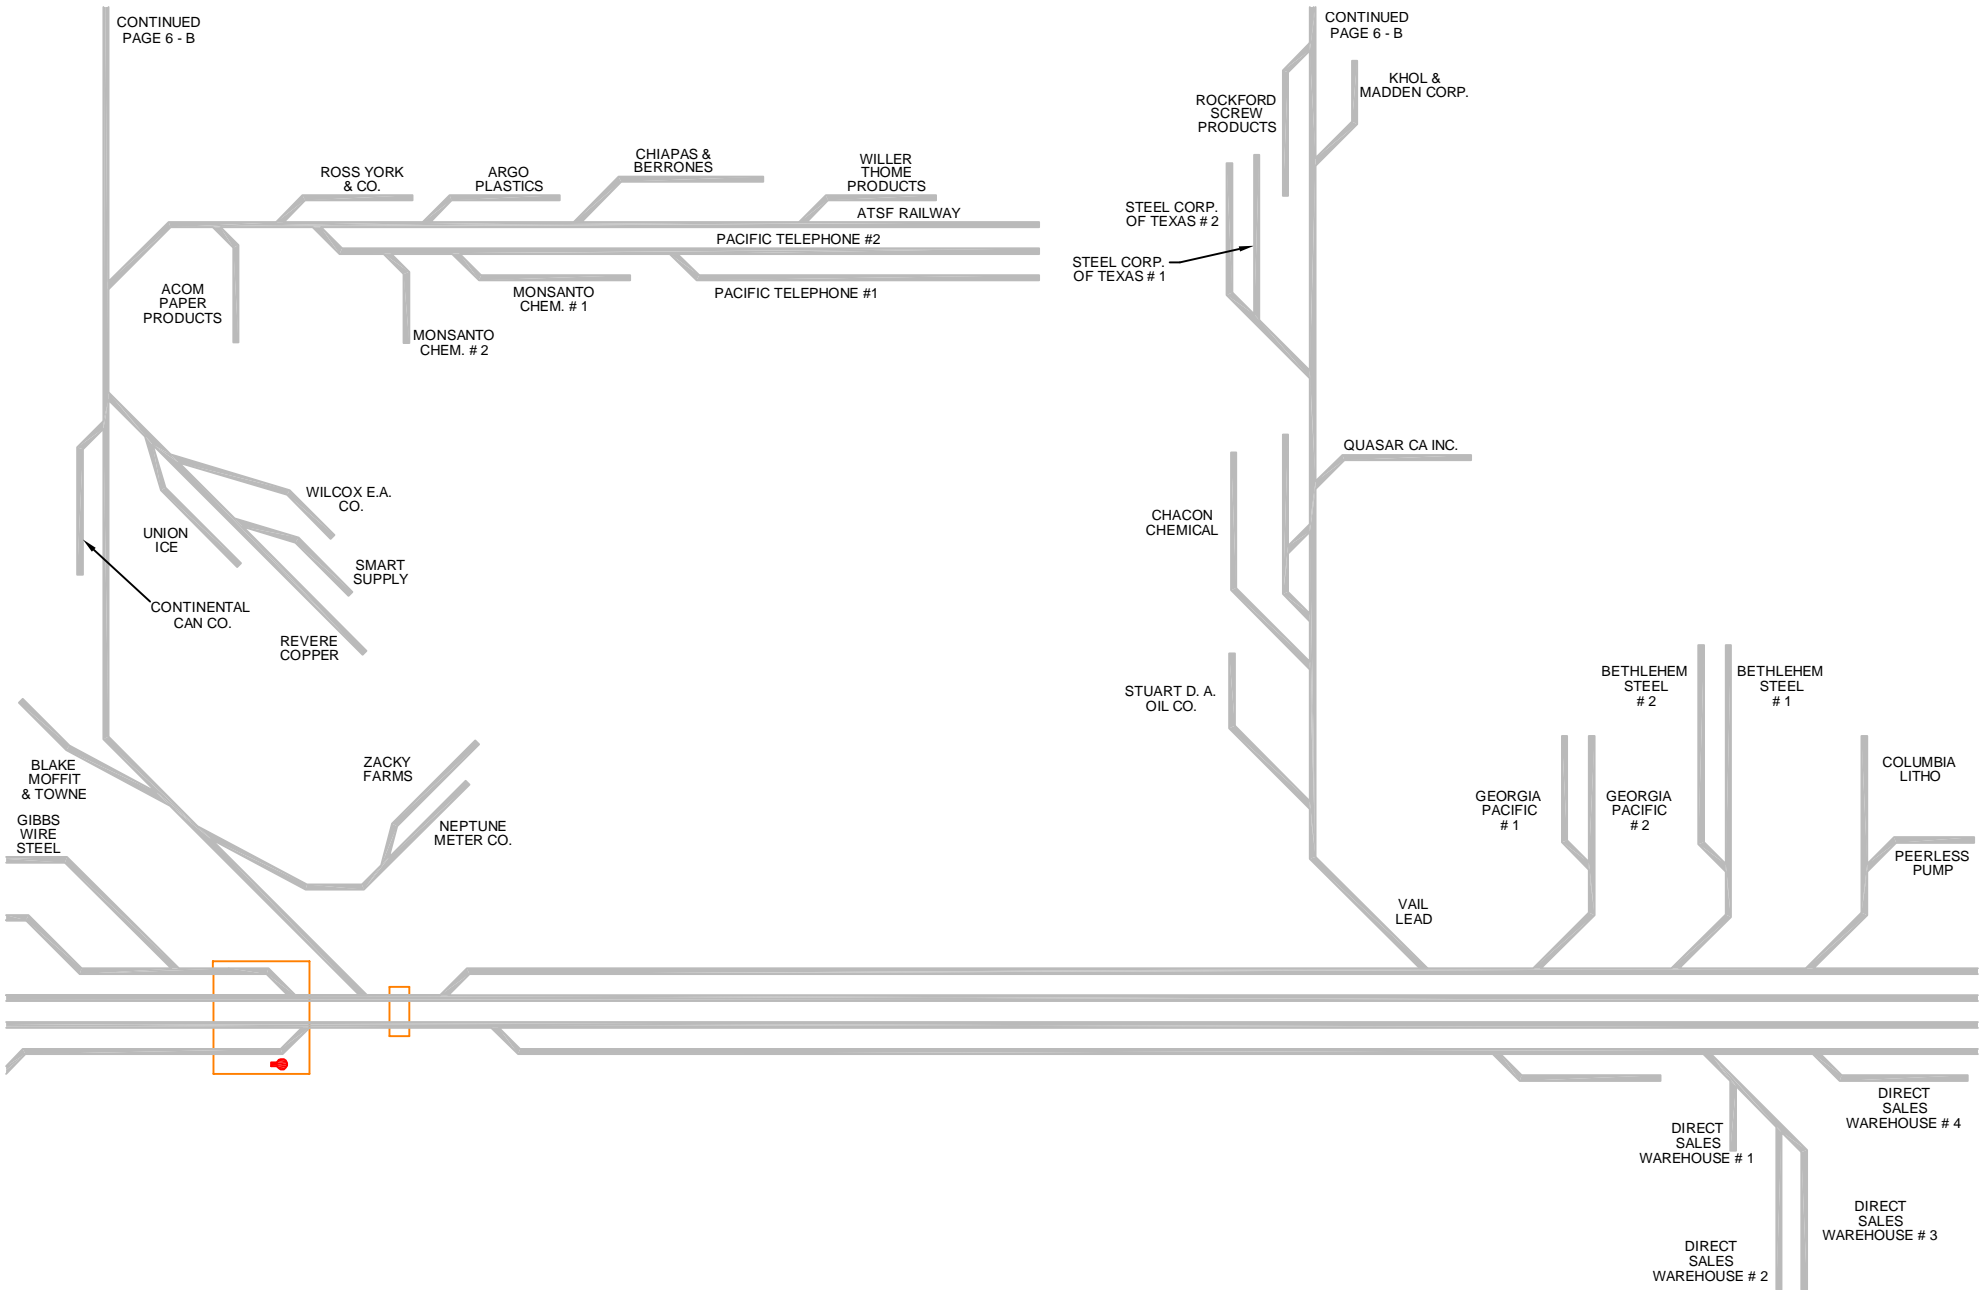 CONTINUED
PAGE 6 - B
CONTINUED
PAGE 6 - B
KHOL &
MADDEN CORP.
ROCKFORD
SCREW
PRODUCTS
ROSS YORK
& CO.
ARGO
PLASTICS
CHIAPAS &
BERRONES
WILLER
THOME
PRODUCTS
ATSF RAILWAY
PACIFIC TELEPHONE #2
PACIFIC TELEPHONE #1
STEEL CORP.
OF TEXAS # 2
STEEL CORP.
OF TEXAS # 1
ACOM
PAPER
PRODUCTS
MONSANTO
CHEM. # 1
MONSANTO
CHEM. # 2
QUASAR CA INC.
WILCOX E.A.
CO.
UNION
ICE
SMART
SUPPLY
CHACON
CHEMICAL
CONTINENTAL
CAN CO.
REVERE
COPPER
STUART D. A.
OIL CO.
BETHLEHEM
STEEL
# 2
BETHLEHEM
STEEL
# 1
BLAKE
MOFFIT
& TOWNE
ZACKY
FARMS
COLUMBIA
LITHO
GEORGIA
PACIFIC
# 1
GEORGIA
PACIFIC
# 2
GIBBS
WIRE
STEEL
NEPTUNE
METER CO.
PEERLESS
PUMP
VAIL
LEAD
DIRECT
SALES
WAREHOUSE # 4
DIRECT
SALES
WAREHOUSE # 1
DIRECT
SALES
WAREHOUSE # 3
DIRECT
SALES
WAREHOUSE # 2